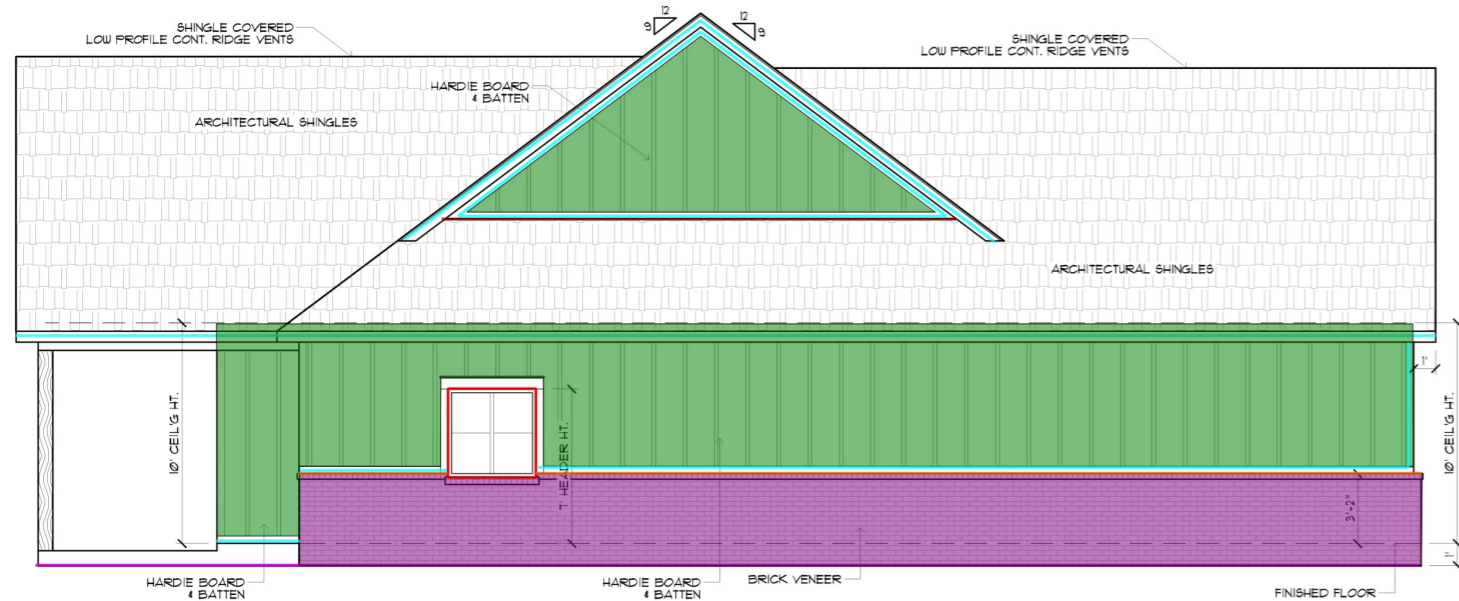 SHINGLE COVERED
LOW PROFILE CONT. RIDGE VENTS
12
9
12
9
SHINGLE COVERED
LOW PROFILE CONT. RIDGE VENTS
HARDIE BOARD
& BATTEN
ARCHITECTURAL SHINGLES
ARCHITECTURAL SHINGLES
1'
10' CEIL'G HT.
7' HEADER HT.
10' CEIL'G HT.
3'-2"
1'
HARDIE BOARD
& BATTEN
HARDIE BOARD
& BATTEN
BRICK VENEER
FINISHED FLOOR